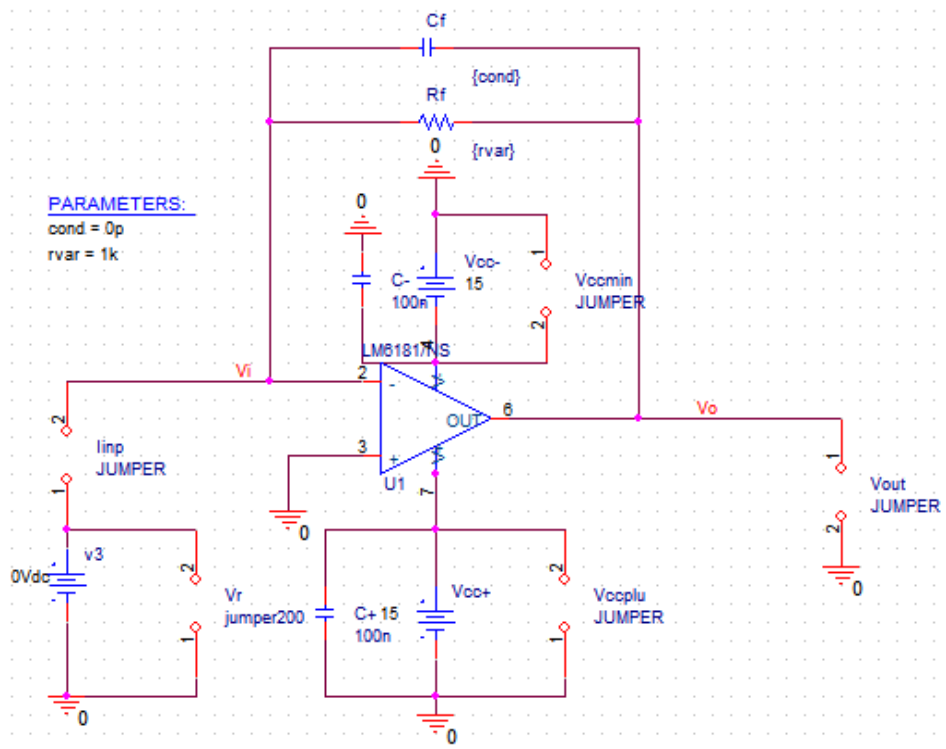 Cf
{cond}
Rf
{rvar}
0
PARAMETERS:
cond = 0p
rvar = 1k
0
C-
100n
Vcc-
15
1
2
Vccmin
JUMPER
4
LM6181/NS
Vi
2
-
OUT
6
Vo
3
+
U1
7
0
2
1
Iinp
JUMPER
1
2
Vout
JUMPER
0
v3
0Vdc
2
1
Vr
jumper200
C+
100n
15
Vcc+
2
1
Vccplu
JUMPER
0
0